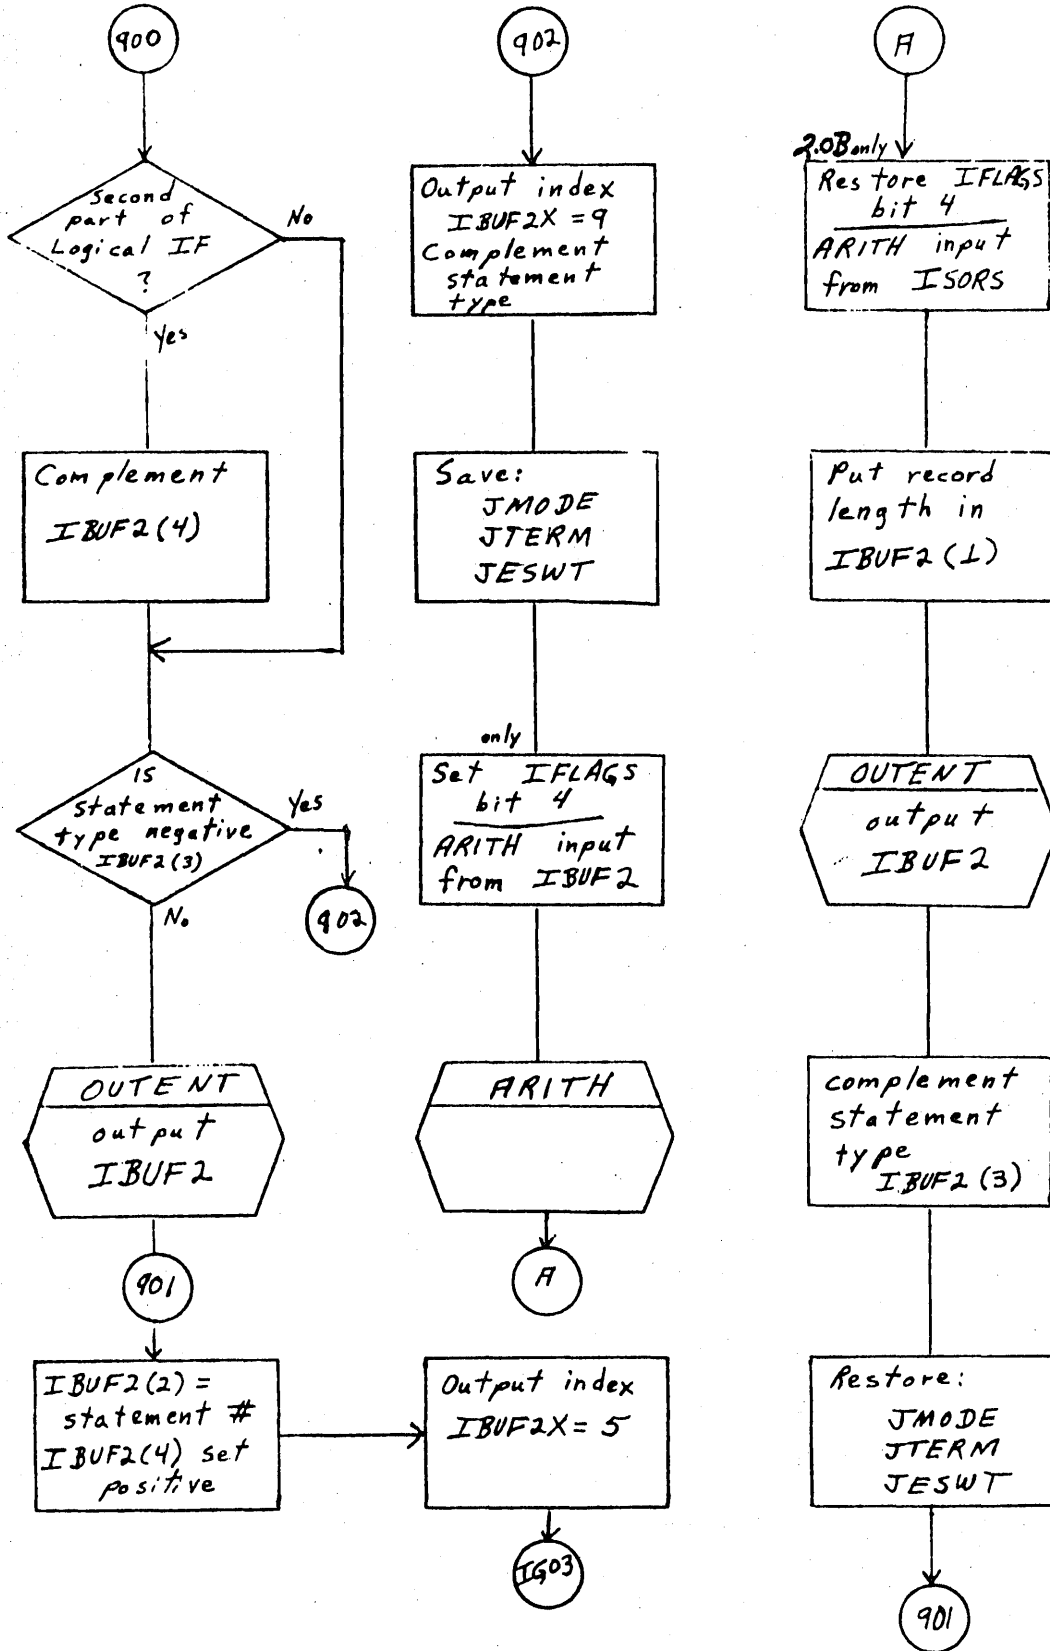 900
Second
part of
Logical IF
?
No
Yes
Complement
IBUF2(4)
IS
statement
type negative
IBUF2(3)
Yes
902
No
OUTENT
output
IBUF2
901
IBUF2(2) =
statement #
IBUF2(4) set
positive
902
Output index
IBUF2X = 9
Complement
statement
type
Save:
JMODE
JTERM
JESWT
only
Set IFLAGS
bit 4
ARITH input
from IBUF2
ARITH
A
Output index
IBUF2X = 5
IG03
A
2.0B only
Restore IFLAGS
bit 4
ARITH input
from ISORS
Put record
length in
IBUF2(1)
OUTENT
output
IBUF2
complement
statement
type
IBUF2(3)
Restore:
JMODE
JTERM
JESWT
901